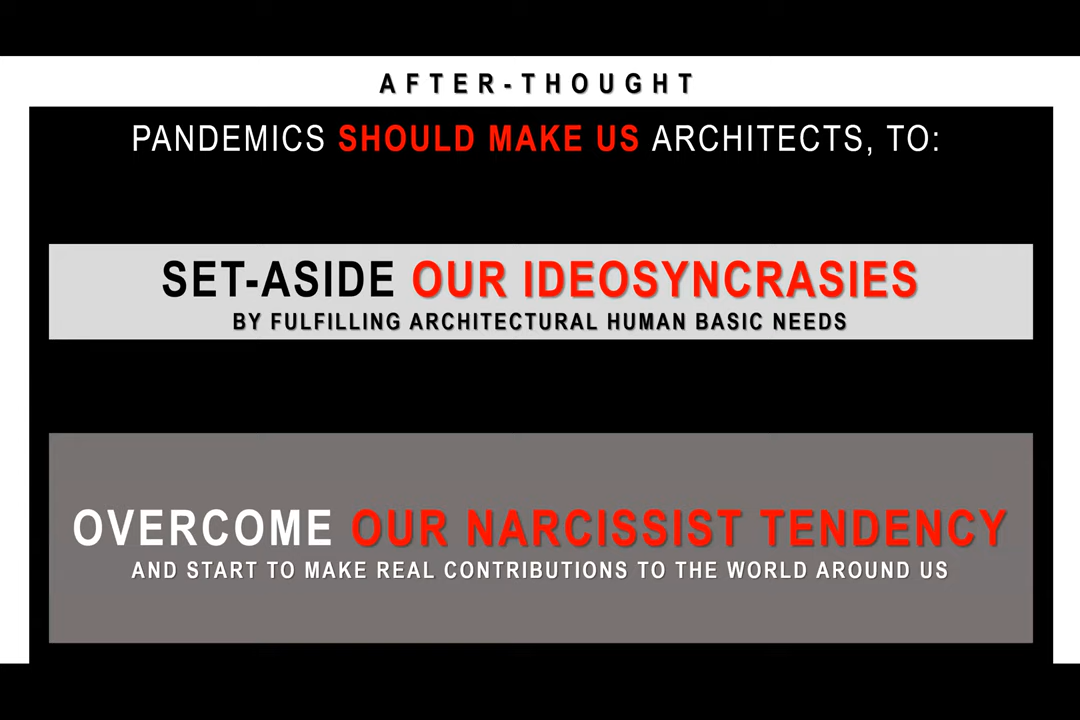 AFTER-THOUGHT
PANDEMICS SHOULD MAKE US ARCHITECTS, TO:
SET-ASIDE OUR IDEOSYNCRASIES
BY FULFILLING ARCHITECTURAL HUMAN BASIC NEEDS
OVERCOME OUR NARCISSIST TENDENCY
AND START TO MAKE REAL CONTRIBUTIONS TO THE WORLD AROUND US